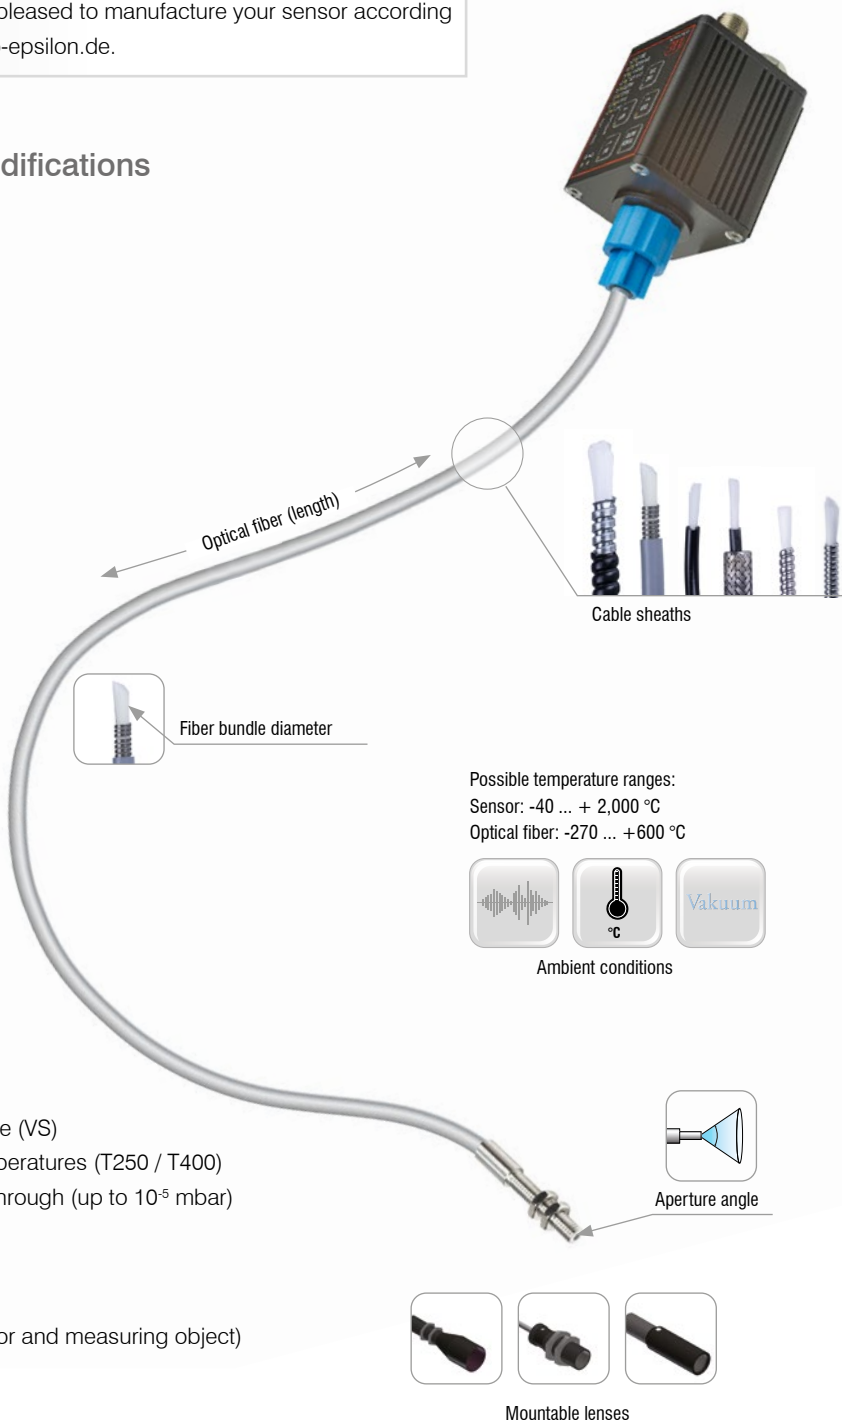 pleased to manufacture your sensor according
-epsilon.de.
difications
Optical fiber (length)
Cable sheaths
Fiber bundle diameter
Possible temperature ranges:
Sensor: -40 ... + 2,000 °C
Optical fiber: -270 ... +600 °C
°C
Vakuum
Ambient conditions
e (VS)
peratures (T250 / T400)
hrough (up to 10-5 mbar)
Aperture angle
or and measuring object)
Mountable lenses